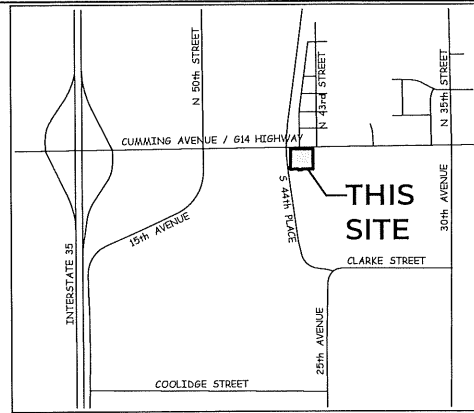 N 50th STREET
N 43rd STREET
N 35th STREET
CUMMING AVENUE / G14 HIGHWAY
S 44th PLACE
THIS
SITE
30th AVENUE
15th AVENUE
INTERSTATE 35
CLARKE STREET
25th AVENUE
COOLIDGE STREET